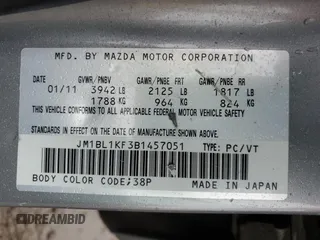 MFD. BY MAZDA MOTOR CORPORATION
GVWR/PNBV GAWR/PNBE FRT GAWR/PNBE RR
01/11 3942 LB 2125 LB 1817 LB
1788 KG 964 KG 824 KG
THIS VEHICLE CONFORMS TO ALL APPLICABLE FEDERAL MOTOR VEHICLE SAFETY
STANDARDS IN EFFECT ON THE DATE OF MANUFACTURE SHOWN ABOVE.
JM1BL1KF3B1457051 TYPE: PC/VT
BODY COLOR CODE:38P MADE IN JAPAN
IDREAMBID